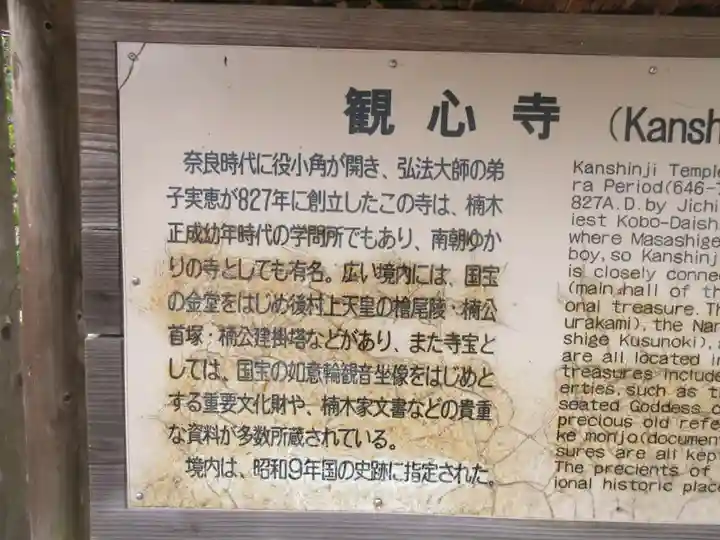 観心寺 (Kansh
奈良時代に役小角が開き、弘法大師の弟
子実恵が827年に創立したこの寺は、楠木
正成幼年時代の学問所でもあり、南朝ゆか
りの寺としても有名。広い境内には、国宝
の金堂をはじめ後村上天皇の檜尾陵・楠公
首塚・楠公建掛塔などがあり、また寺宝と
しては、国宝の如意輪観音坐像をはじめと
する重要文化財や、楠木家文書などの貴重
な資料が多数所蔵されている。
境内は、昭和9年国の史跡に指定された。
Kanshinji Temple
ra Period(646-
827A.D.by Jichi
iest Kobo-Daish
where Masashige
boy, so Kanshinj
is closely conne
(main hall of th
onal treasure. Th
urakami), the Nan
shige Kusunoki),
are all located in
treasures include
erties, such as t
seated Goddess o
precious old refe
ke monjo(document
sures are all kept
The precients of
ional historic place